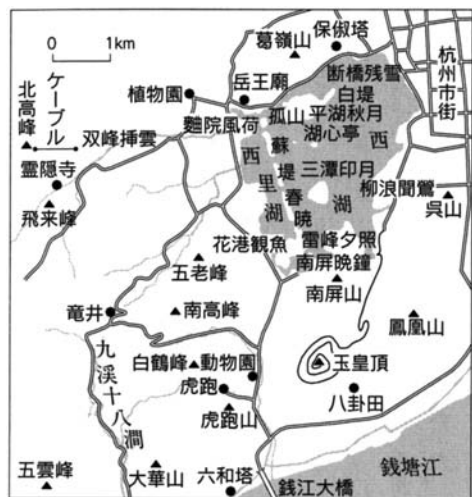 0 1km
葛嶺山
保俶塔
杭州市街
北高峰
ケーブル
植物園
岳王廟
断橋残雪
白堤
孤山
平湖秋月
湖心亭
麯院風荷
双峰挿雲
西里湖
蘇堤春暁
西湖
三潭印月
柳浪聞鶯
霊隠寺
飛来峰
呉山
花港観魚
雷峰夕照
南屏晩鐘
五老峰
南屏山
竜井
南高峰
鳳凰山
九溪十八澗
白鶴峰
動物園
玉皇頂
虎跑
八卦田
虎跑山
五雲峰
大華山
六和塔
銭江大橋
銭塘江